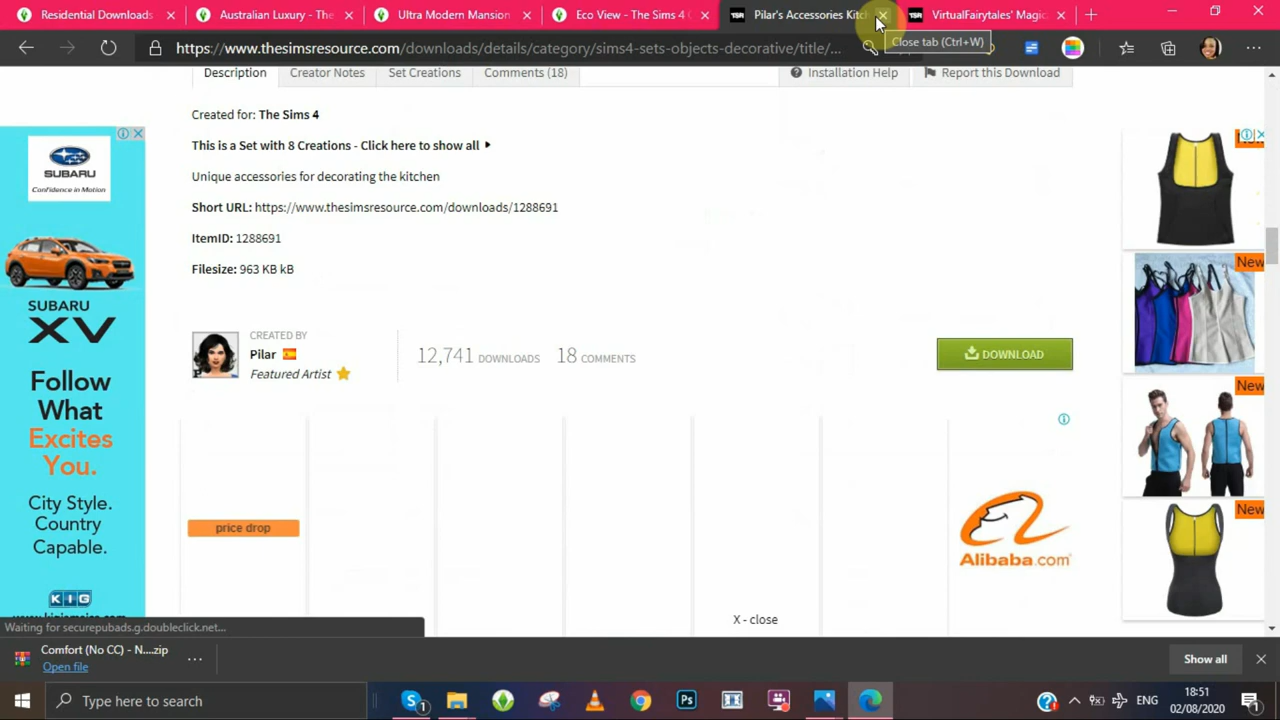 Residential Downloads
Australian Luxury - The
Ultra Modern Mansion
Eco View - The Sims 4
TSR Pilar's Accessories Kitch
TSR VirtualFairytales' Magic
Close tab (Ctrl+W)
https://www.thesimsresource.com/downloads/details/category/sims4-sets-objects-decorative/title/...
Description
Creator Notes
Set Creations
Comments (18)
Installation Help
Report this Download
Created for: The Sims 4
This is a Set with 8 Creations - Click here to show all
Unique accessories for decorating the kitchen
Short URL: https://www.thesimsresource.com/downloads/1288691
ItemID: 1288691
Filesize: 963 KB kB
CREATED BY
Pilar
Featured Artist
12,741 DOWNLOADS 18 COMMENTS
DOWNLOAD
SUBARU
Confidence in Motion
SUBARU
XV
Follow
What
Excites
You.
City Style.
Country
Capable.
KIG
price drop
Alibaba.com
X - close
New
New
New
Waiting for securepubads.g.doubleclick.net...
Comfort (No CC) - N....zip
Open file
Show all
Type here to search
ENG
18:51
02/08/2020